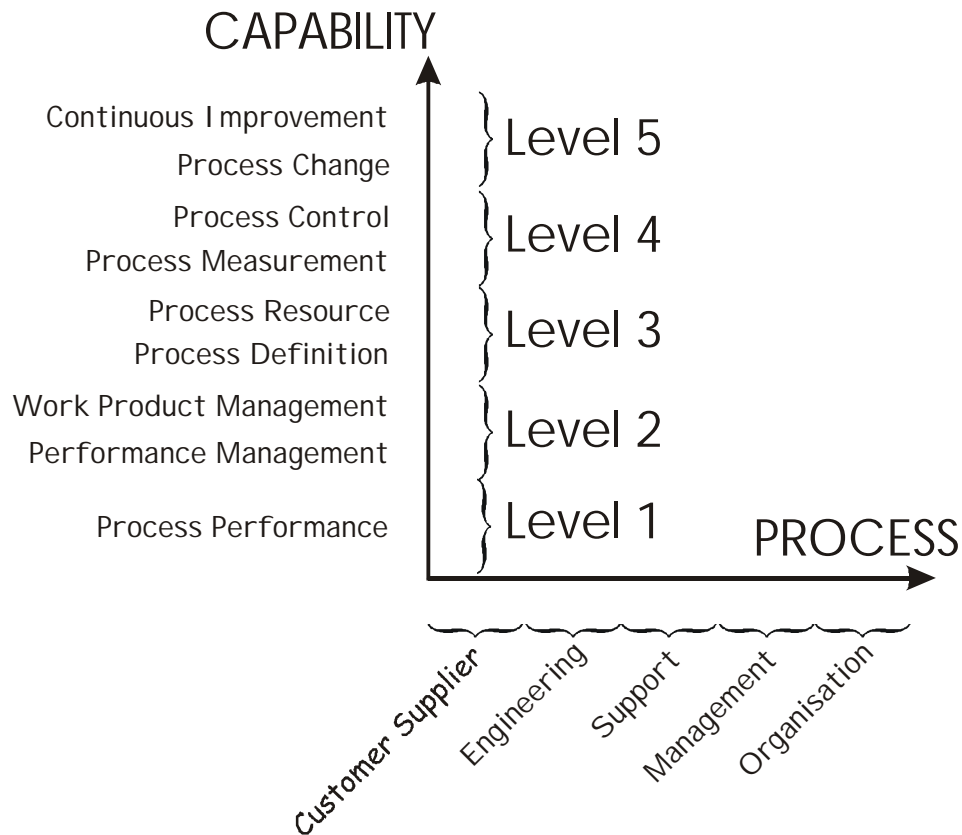 CAPABILITY
Continuous Improvement
Level 5
Process Change
Process Control
Level 4
Process Measurement
Process Resource
Level 3
Process Definition
Work Product Management
Level 2
Performance Management
Process Performance
Level 1
PROCESS
Customer Supplier
Engineering
Support
Management
Organisation